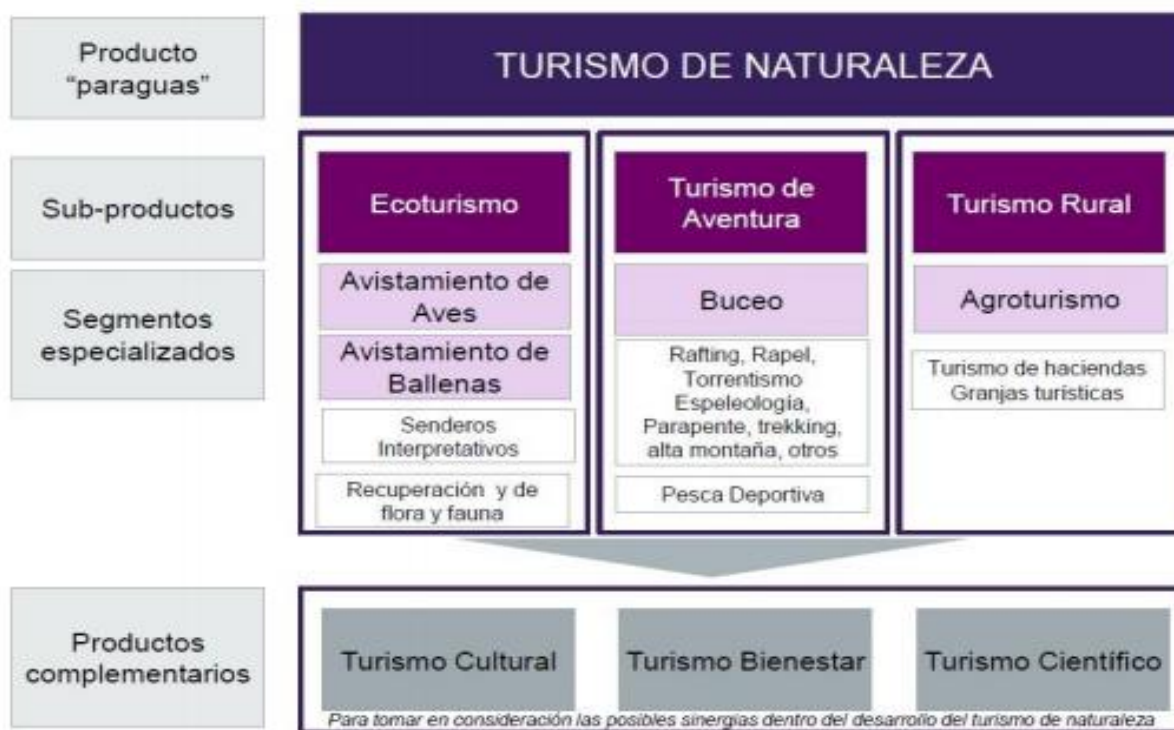 Producto
“paraguas”
TURISMO DE NATURALEZA
Sub-productos
Ecoturismo
Turismo de
Aventura
Turismo Rural
Segmentos
especializados
Avistamiento de
Aves
Avistamiento de
Ballenas
Senderos
Interpretativos
Recuperación y de
flora y fauna
Buceo
Rafting, Rapel,
Torrentismo
Espeleología,
Parapente, trekking,
alta montaña, otros
Pesca Deportiva
Agroturismo
Turismo de haciendas
Granjas turísticas
Productos
complementarios
Turismo Cultural
Turismo Bienestar
Turismo Científico
Para tomar en consideración las posibles sinergias dentro del desarrollo del turismo de naturaleza